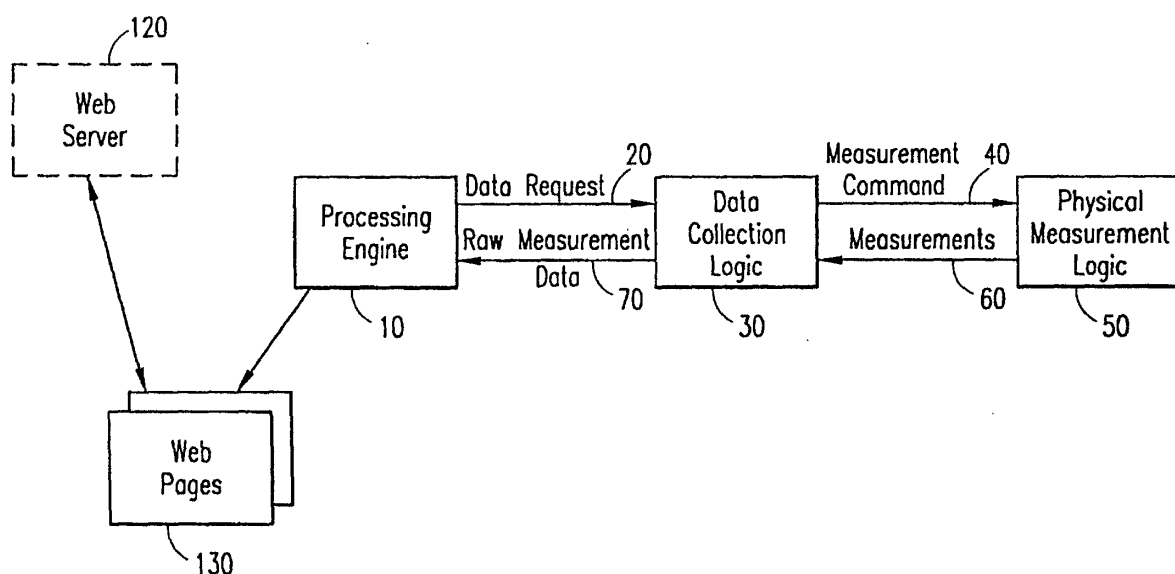 120
Web
Server
Processing
Engine
10
Data Request
20
Raw Measurement
Data
70
Data
Collection
Logic
30
Measurement
Command
40
Measurements
60
Physical
Measurement
Logic
50
Web
Pages
130